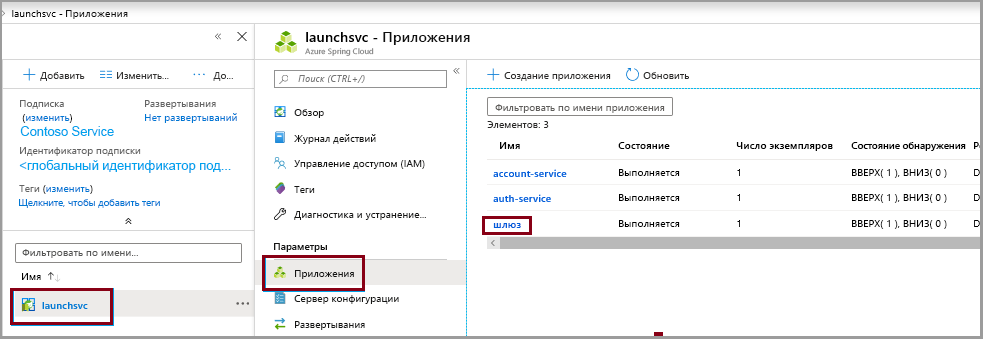 launchsvc - Приложения
launchsvc - Приложения
Azure Spring Cloud
Добавить Изменить... До...
Подписка
(изменить)
Contoso Service
Развертывания
Нет развертываний
Идентификатор подписки
<глобальный идентификатор под...
Теги (изменить)
Щелкните, чтобы добавить теги
Фильтровать по имени...
Имя
launchsvc
Поиск (CTRL+/)
Обзор
Журнал действий
Управление доступом (IAM)
Теги
Диагностика и устранение...
Параметры
Приложения
Сервер конфигурации
Развертывания
Создание приложения Обновить
Фильтровать по имени приложения
Элементов: 3
Имя Состояние Число экземпляров Состояние обнаружения
account-service Выполняется 1 ВВЕРХ( 1 ), ВНИЗ( 0 ) D
auth-service Выполняется 1 ВВЕРХ( 1 ), ВНИЗ( 0 ) D
шлюз Выполняется 1 ВВЕРХ( 1 ), ВНИЗ( 0 ) D